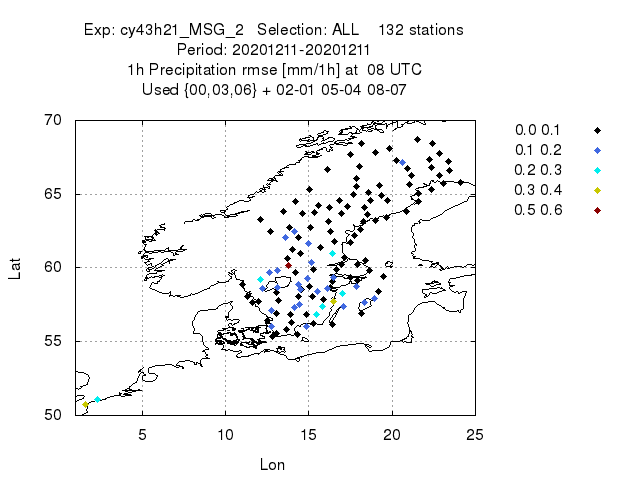 Exp: cy43h21_MSG_2 Selection: ALL 132 stations
Period: 20201211-20201211
1h Precipitation rmse [mm/1h] at 08 UTC
Used {00,03,06} + 02-01 05-04 08-07
70
65
60
55
50
Lat
5 10 15 20 25
Lon
0.0 0.1
0.1 0.2
0.2 0.3
0.3 0.4
0.5 0.6